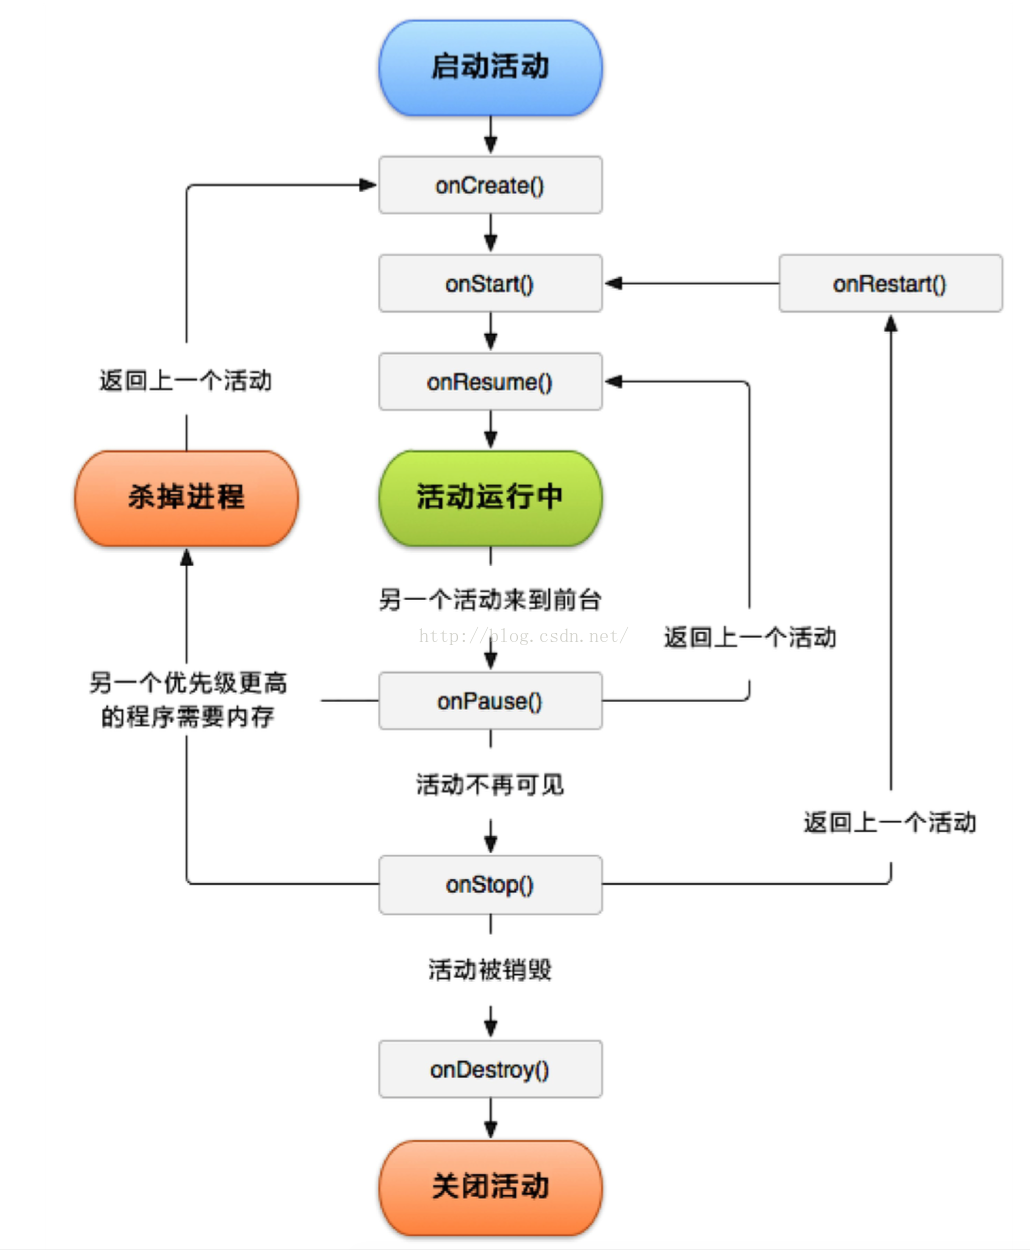 启动活动
onCreate()
onStart()
onRestart()
onResume()
返回上一个活动
杀掉进程
活动运行中
另一个活动来到前台
http://blog.csdn.net/
返回上一个活动
另一个优先级更高
的程序需要内存
onPause()
活动不再可见
返回上一个活动
onStop()
活动被销毁
onDestroy()
关闭活动